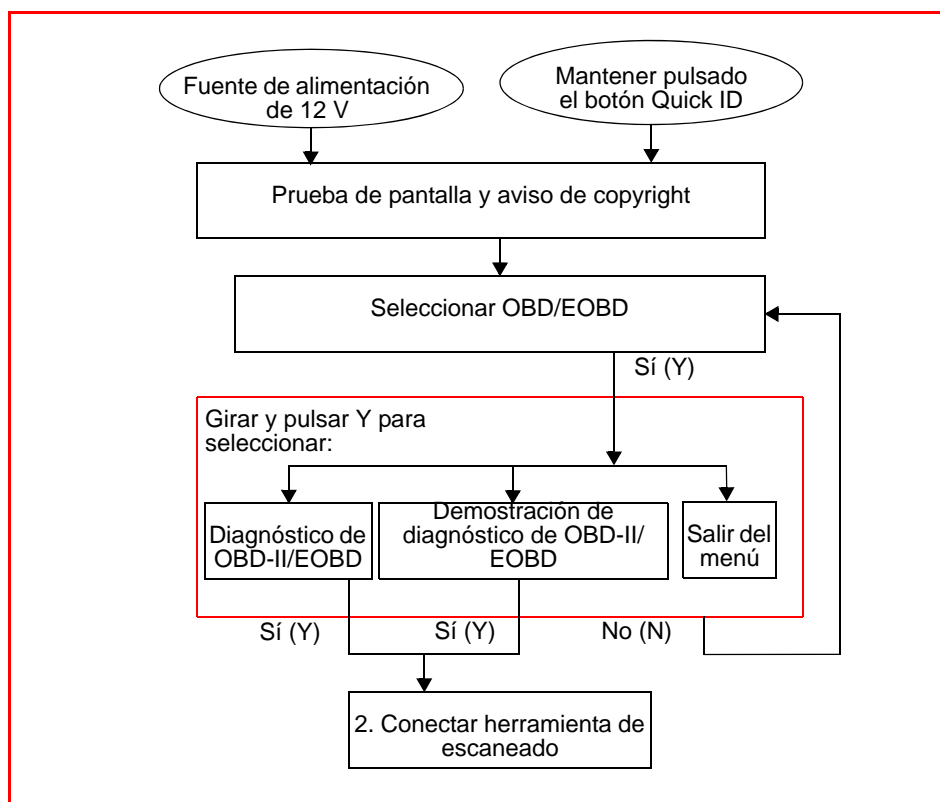 Fuente de alimentación
de 12 V
Mantener pulsado
el botón Quick ID
Prueba de pantalla y aviso de copyright
Seleccionar OBD/EOBD
Sí (Y)
Girar y pulsar Y para
seleccionar:
Diagnóstico de
OBD-II/EOBD
Demostración de
diagnóstico de OBD-II/
EOBD
Salir del
menú
Sí (Y)
Sí (Y)
No (N)
2. Conectar herramienta de
escaneado